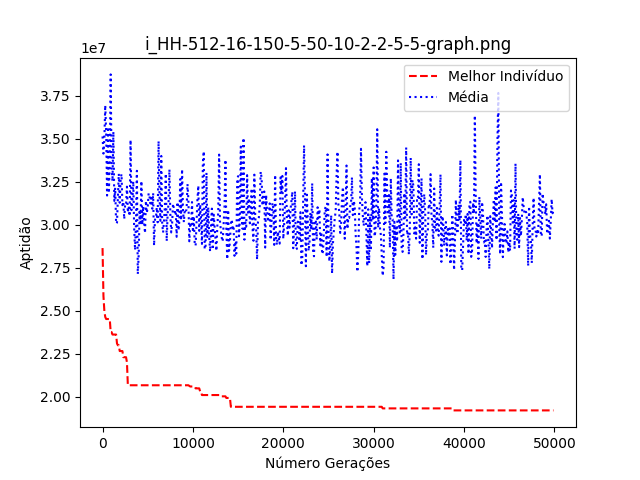 i_HH-512-16-150-5-50-10-2-2-5-5-graph.png
1e7
Melhor Indivíduo
Média
3.75
3.50
3.25
3.00
2.75
2.50
2.25
2.00
Aptidão
0 10000 20000 30000 40000 50000
Número Gerações